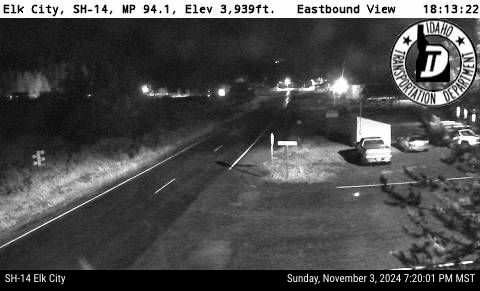 Elk City, SH-14, MP 94.1, Elev 3,939ft. Eastbound View 18:13:22
IDAHO
TRANSPORTATION DEPARTMENT
SH-14 Elk City Sunday, November 3, 2024 7:20:01 PM MST